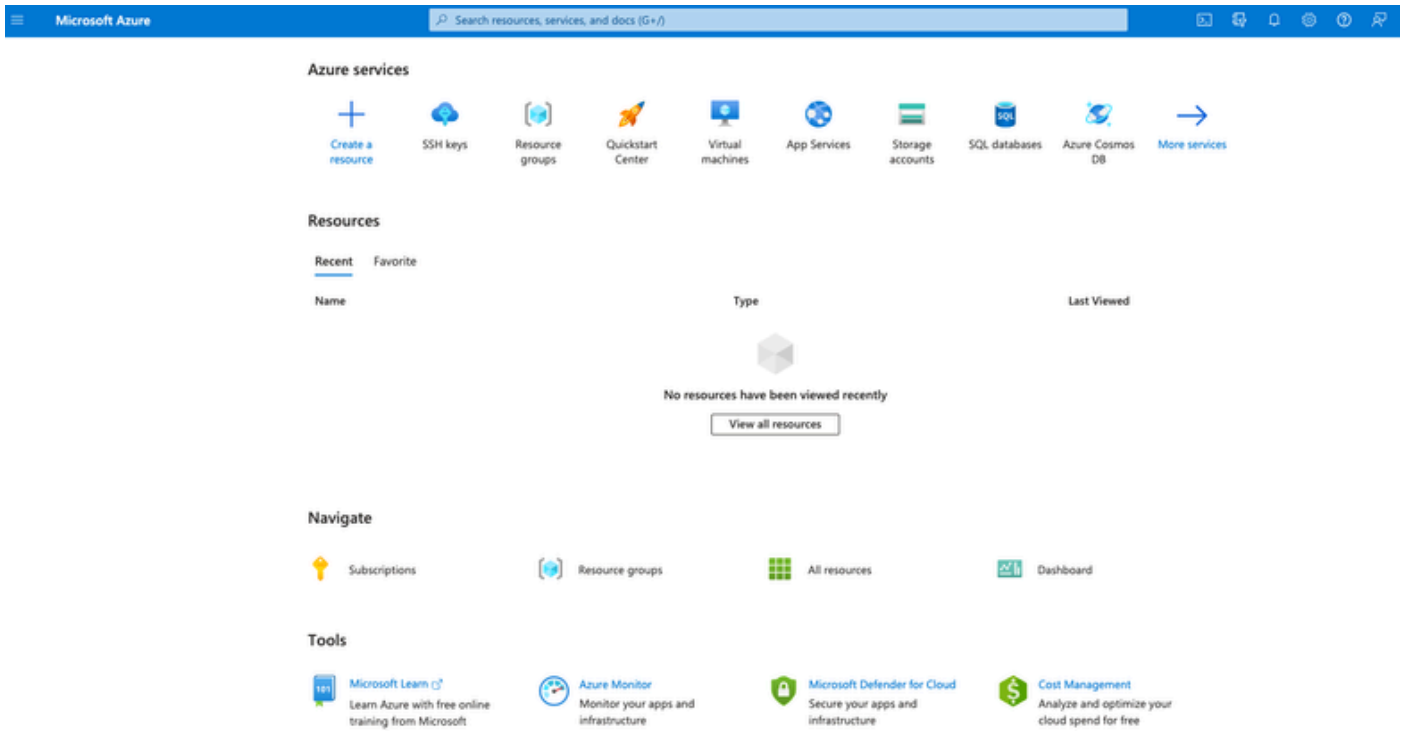 Microsoft Azure
Search resources, services, and docs (G+/)
Azure services
Create a
resource
SSH keys
Resource
groups
Quickstart
Center
Virtual
machines
App Services
Storage
accounts
SQL
SQL databases
Azure Cosmos
DB
More services
Resources
Recent Favorite
Name Type Last Viewed
No resources have been viewed recently
View all resources
Navigate
Subscriptions
Resource groups
All resources
Dashboard
Tools
101
Microsoft Learn
Learn Azure with free online
training from Microsoft
Azure Monitor
Monitor your apps and
infrastructure
Microsoft Defender for Cloud
Secure your apps and
infrastructure
$
Cost Management
Analyze and optimize your
cloud spend for free